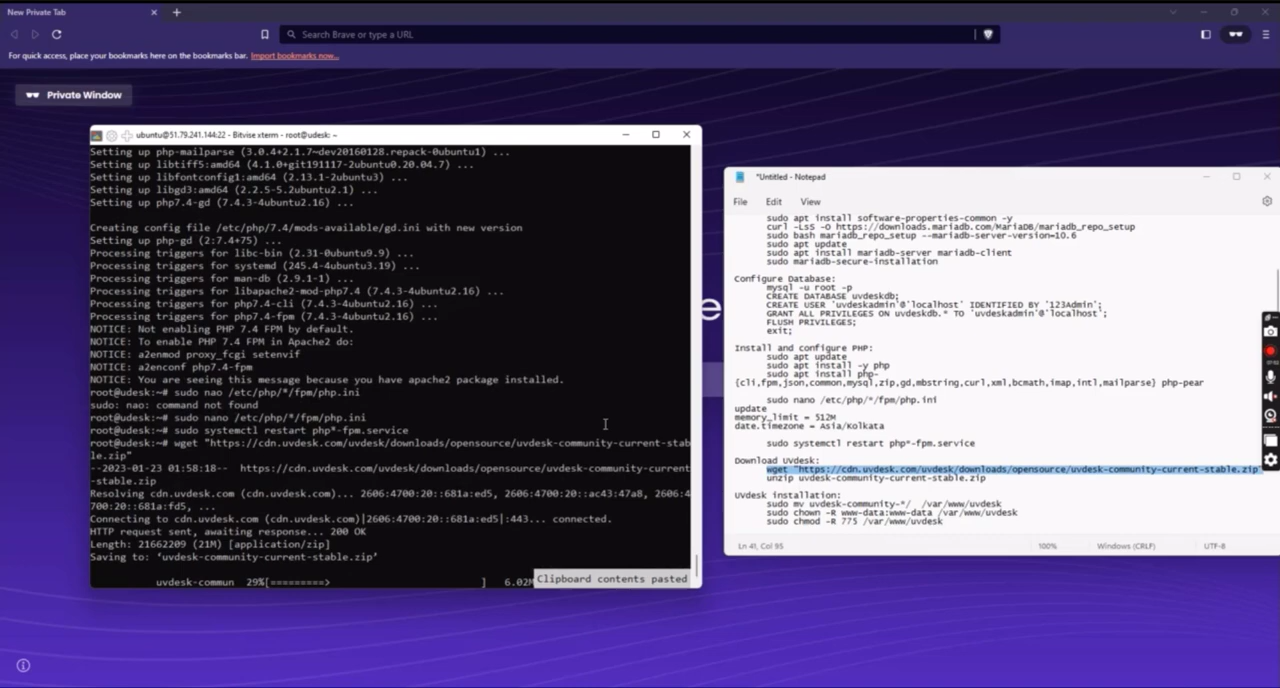 New Private Tab
Search Brave or type a URL
For quick access, place your bookmarks here on the bookmarks bar. Import bookmarks now...
Private Window
ubuntu@51.79.241.144:22 - Bitvise xterm - root@udesk: ~
Setting up php-mailparse (3.0.4+2.1.7~dev20160128.repack-0ubuntu1) ...
Setting up libtiff5:amd64 (4.1.0+git191117-2ubuntu0.20.04.7) ...
Setting up libfontconfig1:amd64 (2.13.1-2ubuntu3) ...
Setting up libgd3:amd64 (2.2.5-5.2ubuntu2.1) ...
Setting up php7.4-gd (7.4.3-4ubuntu2.16) ...
Creating config file /etc/php/7.4/mods-available/gd.ini with new version
Setting up php-gd (2:7.4+75) ...
Processing triggers for libc-bin (2.31-0ubuntu9.9) ...
Processing triggers for systemd (245.4-4ubuntu3.19) ...
Processing triggers for man-db (2.9.1-1) ...
Processing triggers for libapache2-mod-php7.4 (7.4.3-4ubuntu2.16) ...
Processing triggers for php7.4-cli (7.4.3-4ubuntu2.16) ...
Processing triggers for php7.4-fpm (7.4.3-4ubuntu2.16) ...
NOTICE: Not enabling PHP 7.4 FPM by default.
NOTICE: To enable PHP 7.4 FPM in Apache2 do:
NOTICE: a2enmod proxy_fcgi setenvif
NOTICE: a2enconf php7.4-fpm
NOTICE: You are seeing this message because you have apache2 package installed.
root@udesk:~# sudo nao /etc/php/*/fpm/php.ini
sudo: nao: command not found
root@udesk:~# sudo nano /etc/php/*/fpm/php.ini
root@udesk:~# sudo systemctl restart php*-fpm.service
root@udesk:~# wget "https://cdn.uvdesk.com/uvdesk/downloads/opensource/uvdesk-community-current-stab
le.zip"
--2023-01-23 01:58:18-- https://cdn.uvdesk.com/uvdesk/downloads/opensource/uvdesk-community-current
-stable.zip
Resolving cdn.uvdesk.com (cdn.uvdesk.com)... 2606:4700:20::681a:ed5, 2606:4700:20::ac43:47a8, 2606:4
700:20::681a:fd5, ...
Connecting to cdn.uvdesk.com (cdn.uvdesk.com)|2606:4700:20::681a:ed5|:443... connected.
HTTP request sent, awaiting response... 200 OK
Length: 21662209 (21M) [application/zip]
Saving to: ‘uvdesk-community-current-stable.zip’
uvdesk-commun 29%[=========> ] 6.02M
Clipboard contents pasted
e
*Untitled - Notepad
File Edit View
sudo apt install software-properties-common -y
curl -LsS -O https://downloads.mariadb.com/MariaDB/mariadb_repo_setup
sudo bash mariadb_repo_setup --mariadb-server-version=10.6
sudo apt update
sudo apt install mariadb-server mariadb-client
sudo mariadb-secure-installation
Configure Database:
mysql -u root -p
CREATE DATABASE uvdeskdb;
CREATE USER 'uvdeskadmin'@'localhost' IDENTIFIED BY '123Admin';
GRANT ALL PRIVILEGES ON uvdeskdb.* TO 'uvdeskadmin'@'localhost';
FLUSH PRIVILEGES;
exit;
Install and configure PHP:
sudo apt update
sudo apt install -y php
sudo apt install php-
{cli,fpm,json,common,mysql,zip,gd,mbstring,curl,xml,bcmath,imap,intl,mailparse} php-pear
sudo nano /etc/php/*/fpm/php.ini
update
memory_limit = 512M
date.timezone = Asia/Kolkata
sudo systemctl restart php*-fpm.service
Download Uvdesk:
wget "https://cdn.uvdesk.com/uvdesk/downloads/opensource/uvdesk-community-current-stable.zip
unzip uvdesk-community-current-stable.zip
Uvdesk installation:
sudo mv uvdesk-community-*/ /var/www/uvdesk
sudo chown -R www-data:www-data /var/www/uvdesk
sudo chmod -R 775 /var/www/uvdesk
Ln 41, Col 95 100% Windows (CRLF) UTF-8